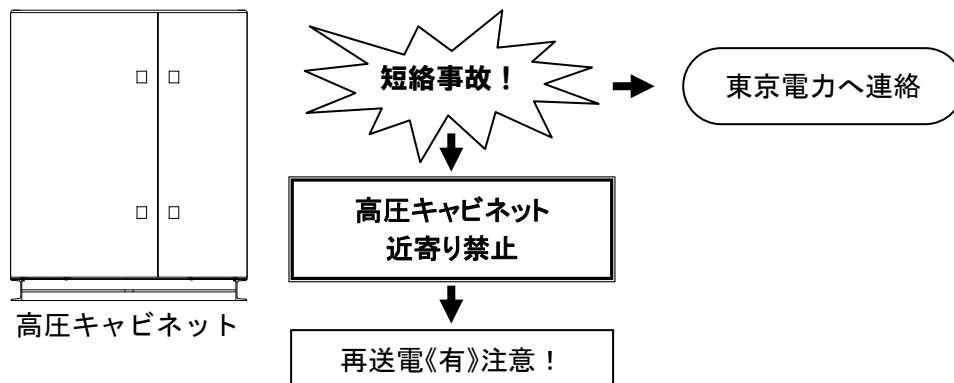 短絡事故！
東京電力へ連絡
高圧キャビネット
近寄り禁止
高圧キャビネット
再送電《有》注意！